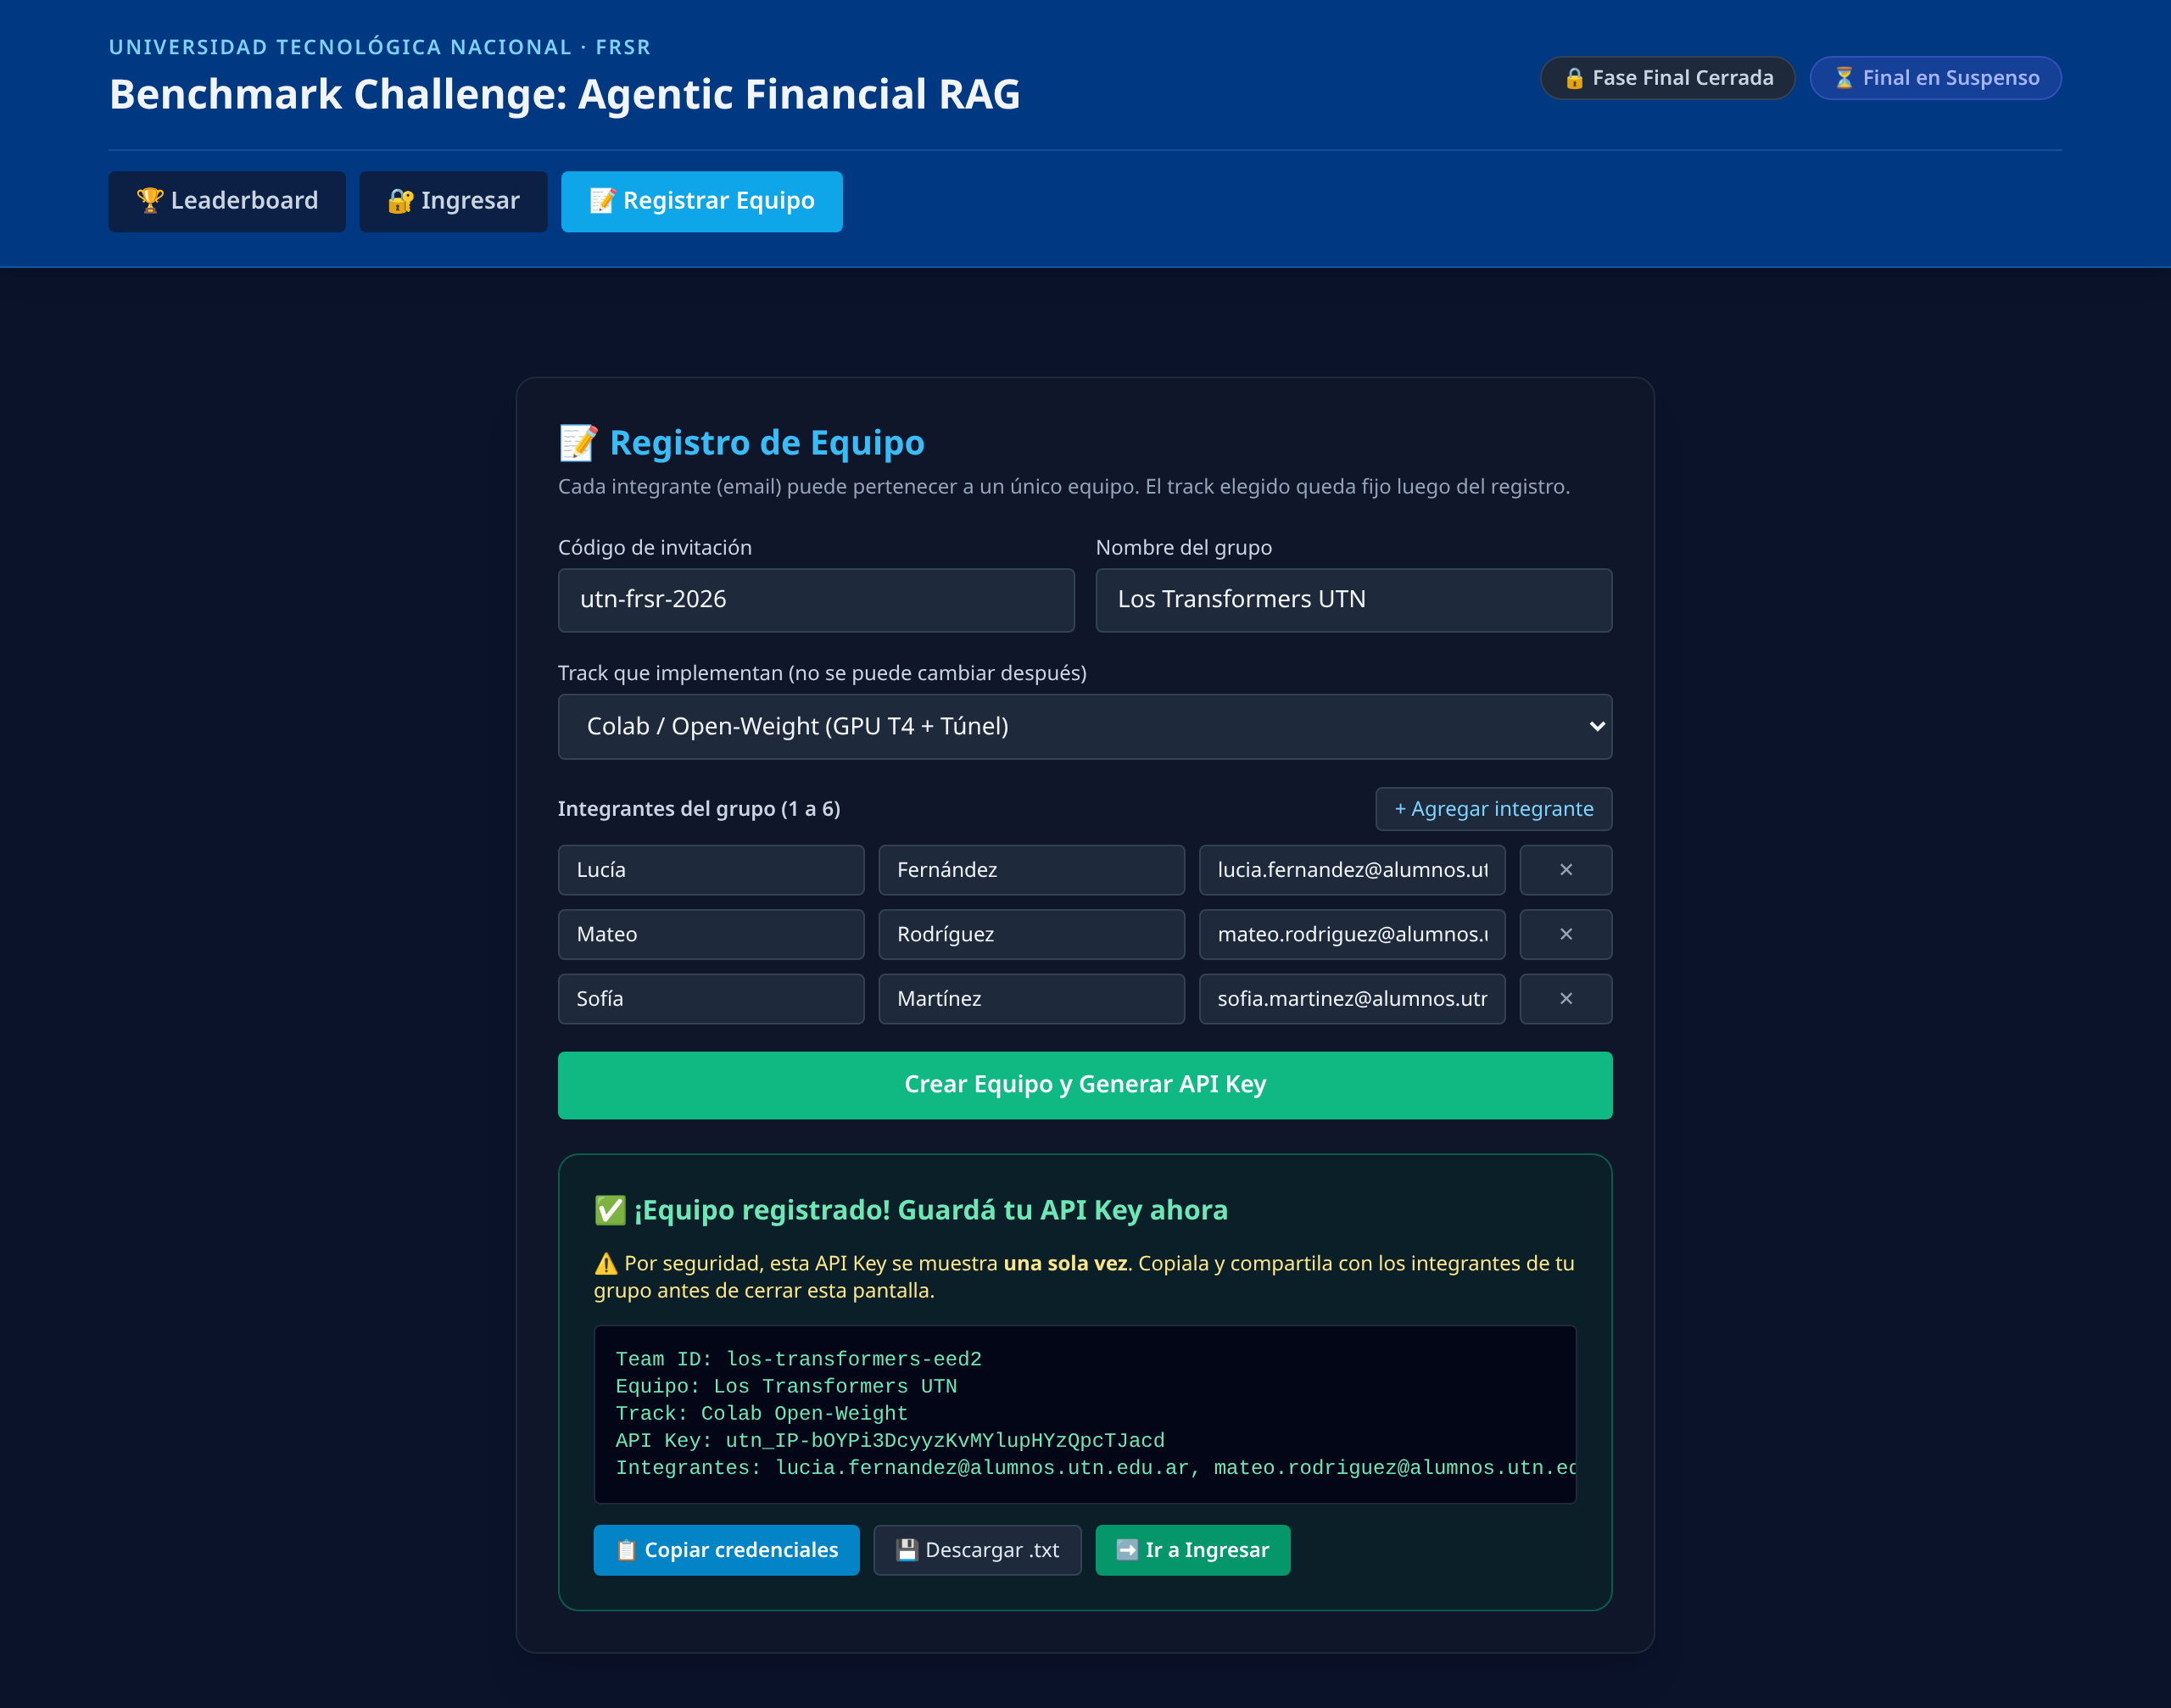 UNIVERSIDAD TECNOLÓGICA NACIONAL · FRSR
Benchmark Challenge: Agentic Financial RAG
🔒 Fase Final Cerrada
⏳ Final en Suspenso
🏆 Leaderboard
🔐 Ingresar
📝 Registrar Equipo
📝 Registro de Equipo
Cada integrante (email) puede pertenecer a un único equipo. El track elegido queda fijo luego del registro.
Código de invitación
Nombre del grupo
utn-frsr-2026
Los Transformers UTN
Track que implementan (no se puede cambiar después)
Colab / Open-Weight (GPU T4 + Túnel)
Integrantes del grupo (1 a 6)
+ Agregar integrante
Lucía Fernández lucia.fernandez@alumnos.ut ✕
Mateo Rodríguez mateo.rodriguez@alumnos. ✕
Sofía Martínez sofia.martinez@alumnos.utn ✕
Crear Equipo y Generar API Key
✅ ¡Equipo registrado! Guardá tu API Key ahora
⚠️ Por seguridad, esta API Key se muestra una sola vez. Copiala y compartila con los integrantes de tu
grupo antes de cerrar esta pantalla.
Team ID: los-transformers-eed2
Equipo: Los Transformers UTN
Track: Colab Open-Weight
API Key: utn_IP-bOYPi3DcyyzKvMYlupHYzQpcTJacd
Integrantes: lucia.fernandez@alumnos.utn.edu.ar, mateo.rodriguez@alumnos.utn.ed
📋 Copiar credenciales
💾 Descargar .txt
➡️ Ir a Ingresar